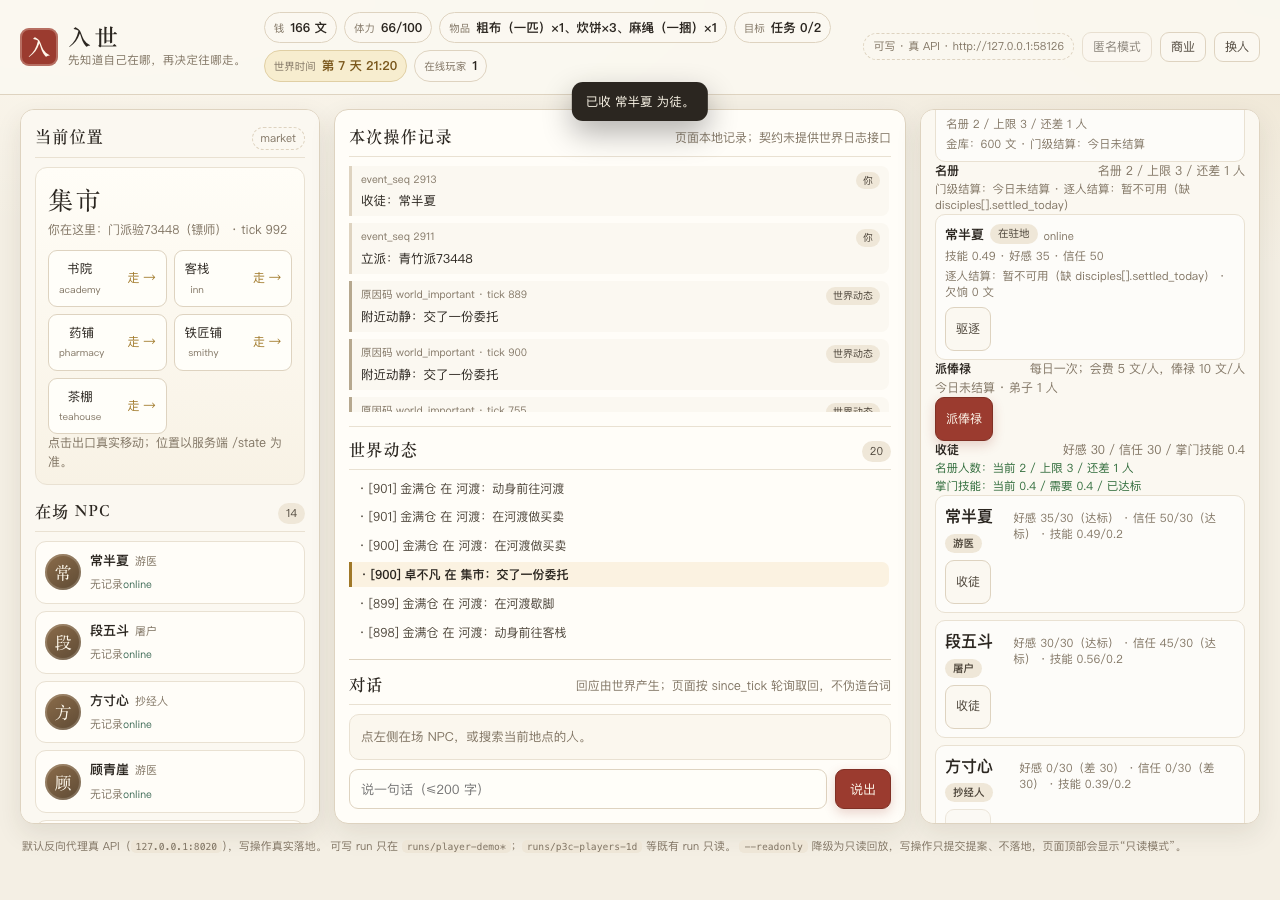 入
入世
先知道自己在哪，再决定往哪走。
钱 166 文
体力 66/100
物品 粗布（一匹）×1、炊饼×3、麻绳（一捆）×1
目标 任务 0/2
世界时间 第 7 天 21:20
在线玩家 1
可写 · 真 API · http://127.0.0.1:58126
匿名模式
商业
换人
已收 常半夏 为徒。
当前位置
market
集市
你在这里：门派验73448（镖师） · tick 992
书院
academy
走 →
客栈
inn
走 →
药铺
pharmacy
走 →
铁匠铺
smithy
走 →
茶棚
teahouse
走 →
点击出口真实移动；位置以服务端 /state 为
准。
在场 NPC
14
常
常半夏 游医
无记录online
段
段五斗 屠户
无记录online
方
方寸心 抄经人
无记录online
顾
顾青崖 游医
无记录online
本次操作记录
页面本地记录；契约未提供世界日志接口
event_seq 2913
你
收徒：常半夏
event_seq 2911
你
立派：青竹派73448
原因码 world_important · tick 889
世界动态
附近动静：交了一份委托
原因码 world_important · tick 900
世界动态
附近动静：交了一份委托
原因码 world_important · tick 755
世界动态
世界动态
20
· [901] 金满仓 在 河渡：动身前往河渡
· [901] 金满仓 在 河渡：在河渡做买卖
· [900] 金满仓 在 河渡：在河渡做买卖
· [900] 卓不凡 在 集市：交了一份委托
· [899] 金满仓 在 河渡：在河渡歇脚
· [898] 金满仓 在 河渡：动身前往客栈
对话
回应由世界产生；页面按 since_tick 轮询取回，不伪造台词
点左侧在场 NPC，或搜索当前地点的人。
说一句话（≤200 字）
说出
名册 2 / 上限 3 / 还差 1 人
金库：600 文 · 门级结算：今日未结算
名册
名册 2 / 上限 3 / 还差 1 人
门级结算：今日未结算 · 逐人结算：暂不可用（缺
disciples[].settled_today）
常半夏 在驻地 online
技能 0.49 · 好感 35 · 信任 50
逐人结算：暂不可用（缺 disciples[].settled_today） ·
欠饷 0 文
驱逐
派俸禄
每日一次；会费 5 文/人，俸禄 10 文/人
今日未结算 · 弟子 1 人
派俸禄
收徒
好感 30 / 信任 30 / 掌门技能 0.4
名册人数：当前 2 / 上限 3 / 还差 1 人
掌门技能：当前 0.4 / 需要 0.4 / 已达标
常半夏
游医
好感 35/30（达标） · 信任 50/30（达
标） · 技能 0.49/0.2
收徒
段五斗
屠户
好感 30/30（达标） · 信任 45/30（达
标） · 技能 0.56/0.2
收徒
方寸心
抄经人
好感 0/30（差 30） · 信任 0/30（差
30） · 技能 0.39/0.2
默认反向代理真 API（ 127.0.0.1:8020 ），写操作真实落地。 可写 run 只在 runs/player-demo* ； runs/p3c-players-1d 等既有 run 只读。 --readonly 降级为只读回放，写操作只提交提案、不落地，页面顶部会显示“只读模式”。